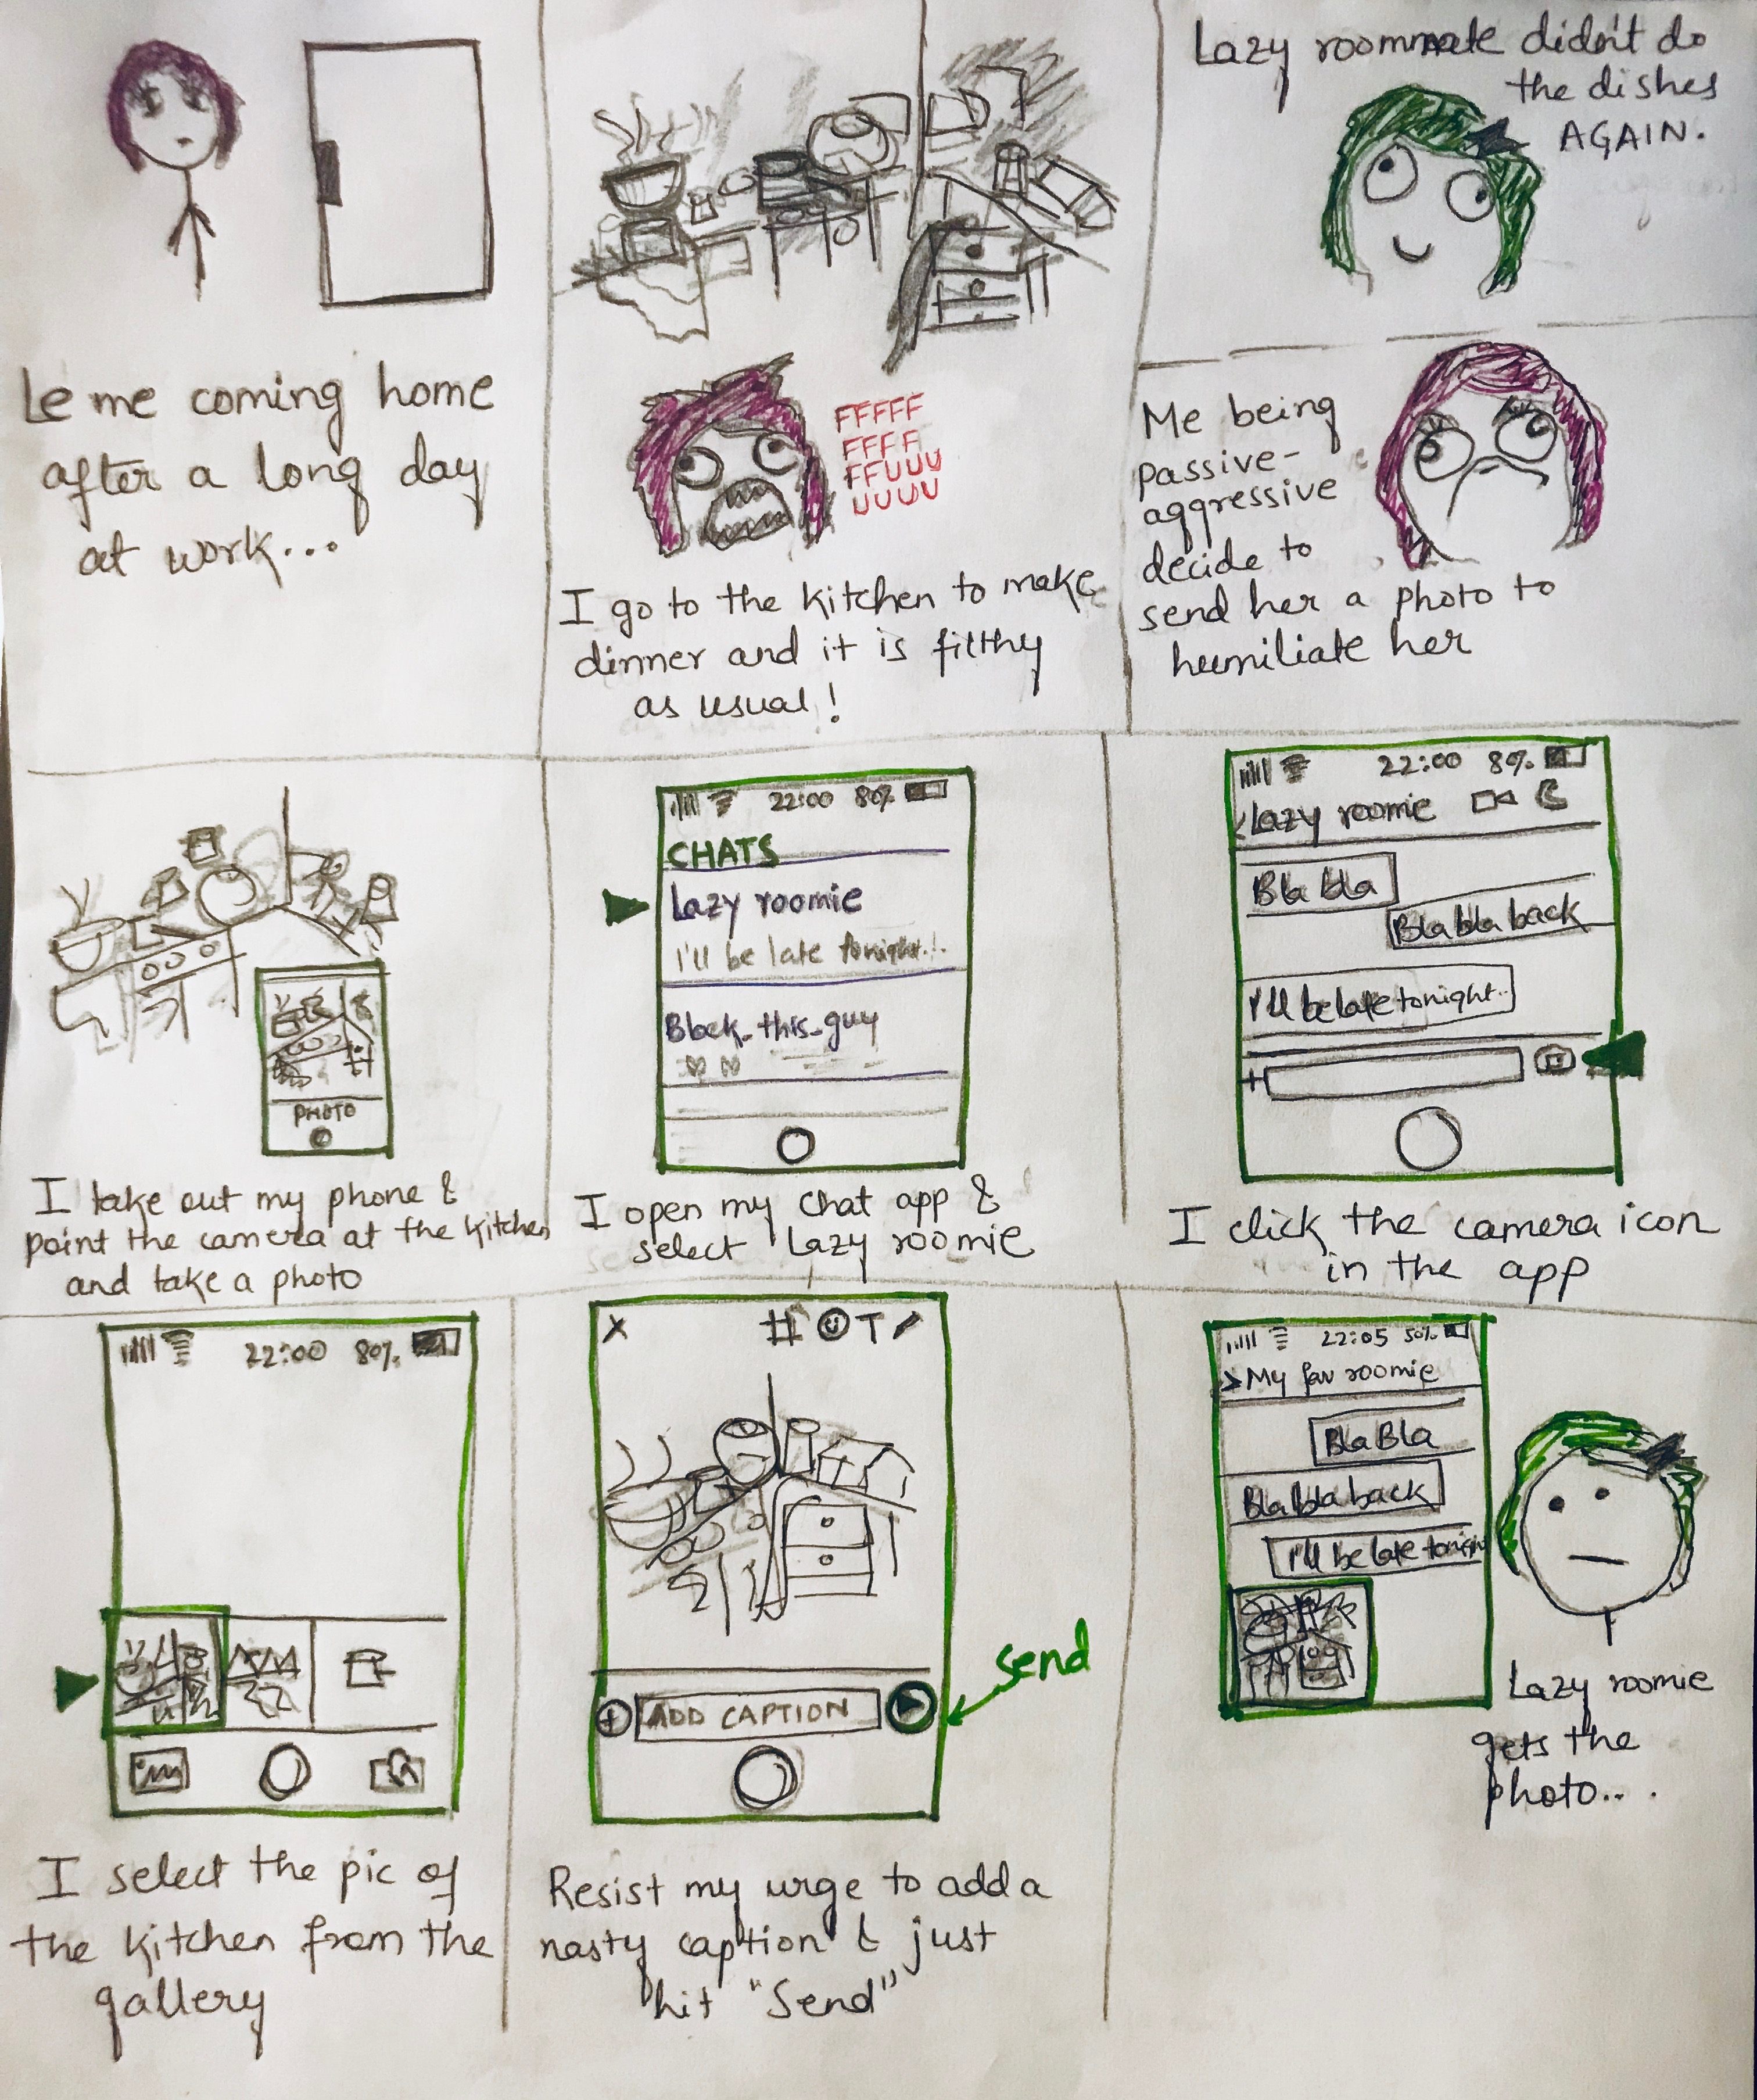 Le me coming home
after a long day
at work...
FFFFF
FFFF
FFUUU
UUUU
I go to the kitchen to make
dinner and it is filthy
as usual!
Lazy roommate didn't do
the dishes
AGAIN.
Me being
passive-
aggressive
decide to
send her a photo to
humiliate her
PHOTO
I take out my phone &
point the camera at the kitchen
and take a photo
22:00 80%
CHATS
Lazy roomie
I'll be late tonight..
Block_this_guy
I open my chat app &
select Lazy roomie
22:00 80%
<Lazy roomie
Bla bla
Bla bla back
I'll be late tonight..
+
I click the camera icon
in the app
22:00 80%
I select the pic of
the kitchen from the
gallery
X T
+ ADD CAPTION
send
Resist my urge to add a
nasty caption & just
hit "Send"
22:05 50%
>My fav roomie
Bla Bla
Bla bla back
I'll be late tonigh
Lazy roomie
gets the
photo...